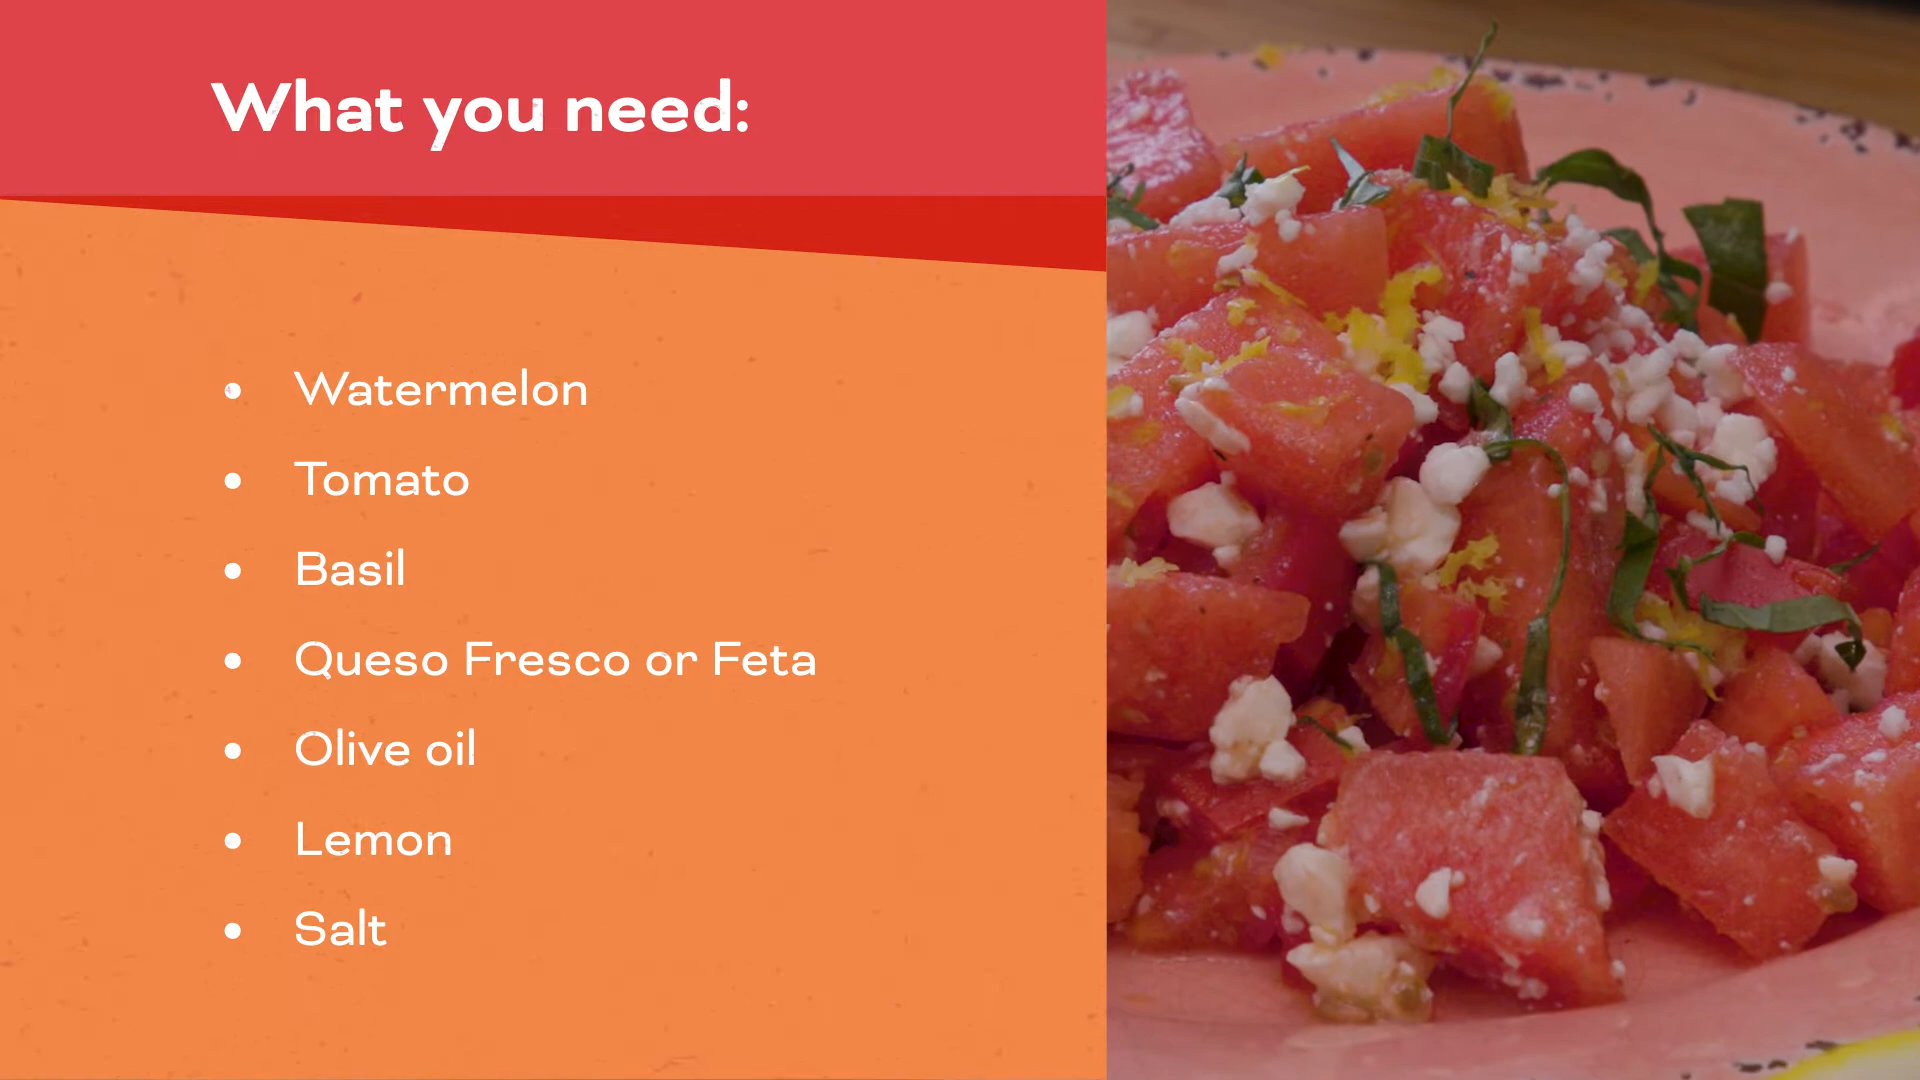 What you need:
• Watermelon
• Tomato
• Basil
• Queso Fresco or Feta
• Olive oil
• Lemon
• Salt